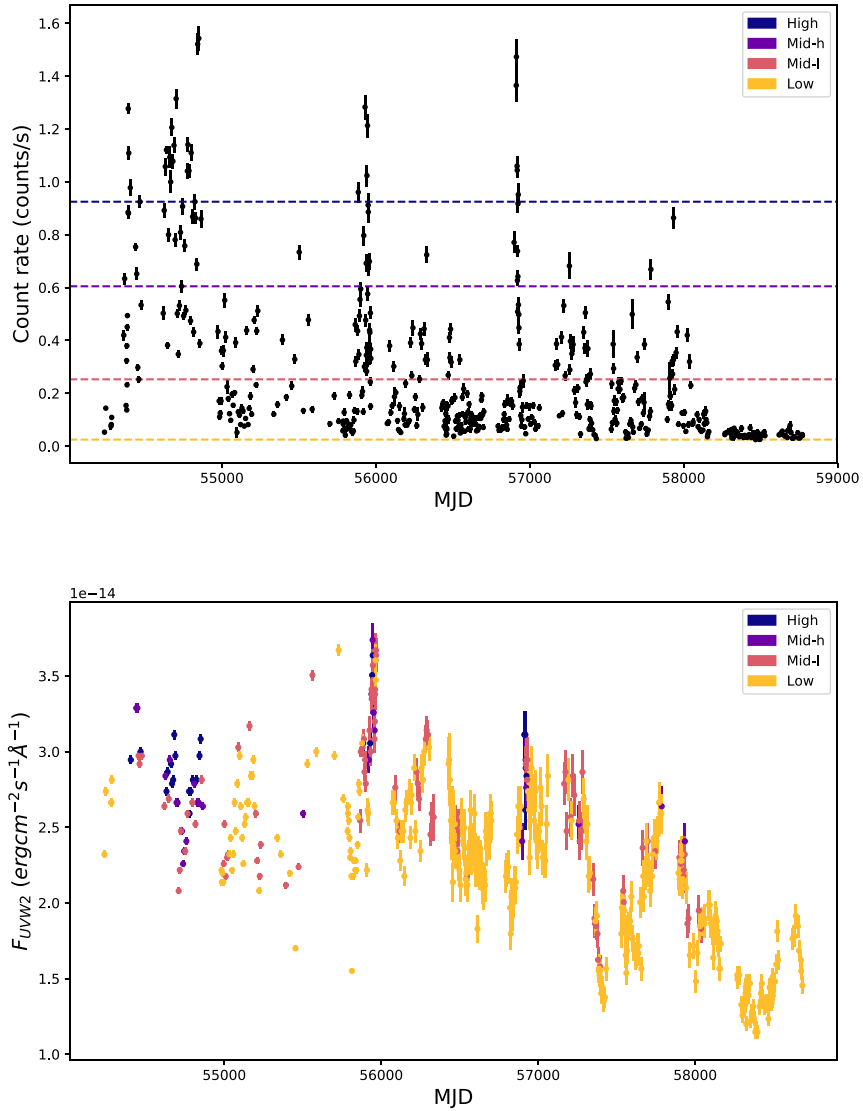 1.6
1.4
1.2
1.0
0.8
0.6
0.4
0.2
0.0
Count rate (counts/s)
High
Mid-h
Mid-l
Low
55000 56000 57000 58000 59000
MJD
1e−14
3.5
3.0
2.5
2.0
1.5
1.0
F_UVW2 (ergcm⁻²s⁻¹Å⁻¹)
High
Mid-h
Mid-l
Low
55000 56000 57000 58000
MJD